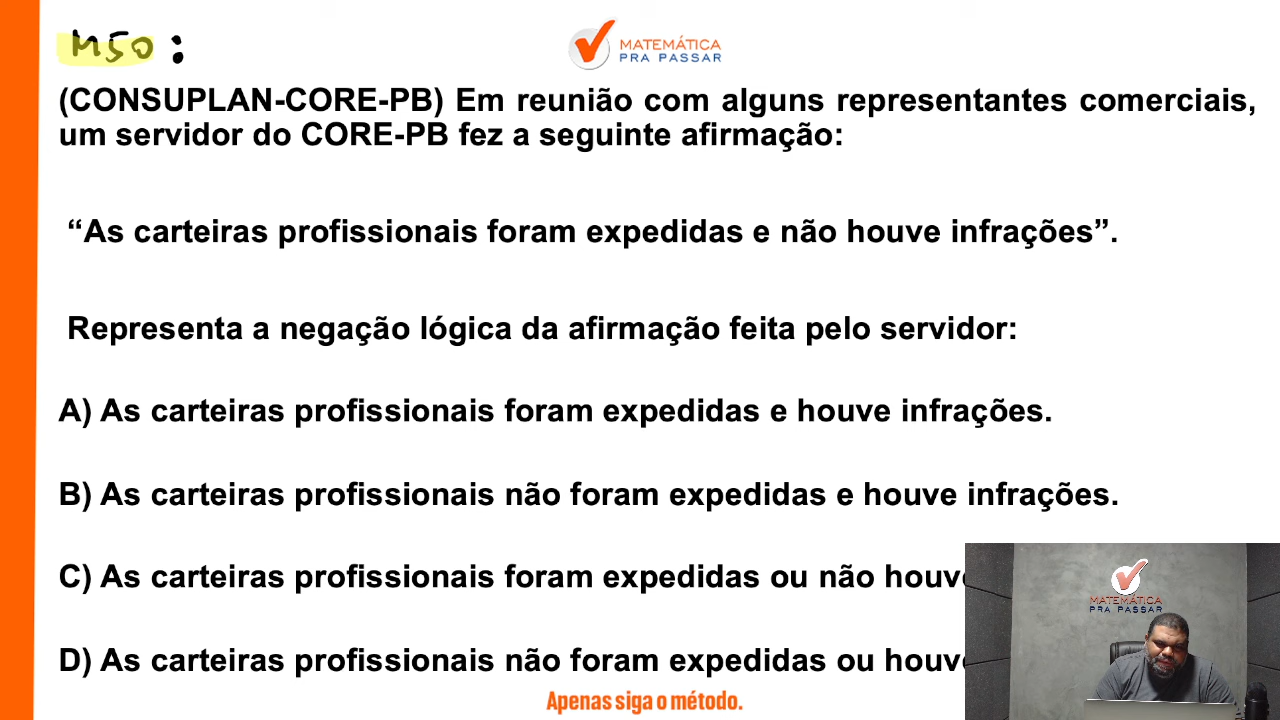 M50:
MATEMÁTICA
PRA PASSAR
(CONSUPLAN-CORE-PB) Em reunião com alguns representantes comerciais,
um servidor do CORE-PB fez a seguinte afirmação:
“As carteiras profissionais foram expedidas e não houve infrações”.
Representa a negação lógica da afirmação feita pelo servidor:
A) As carteiras profissionais foram expedidas e houve infrações.
B) As carteiras profissionais não foram expedidas e houve infrações.
C) As carteiras profissionais foram expedidas ou não houve
D) As carteiras profissionais não foram expedidas ou houve
MATEMÁTICA
PRA PASSAR
Apenas siga o método.